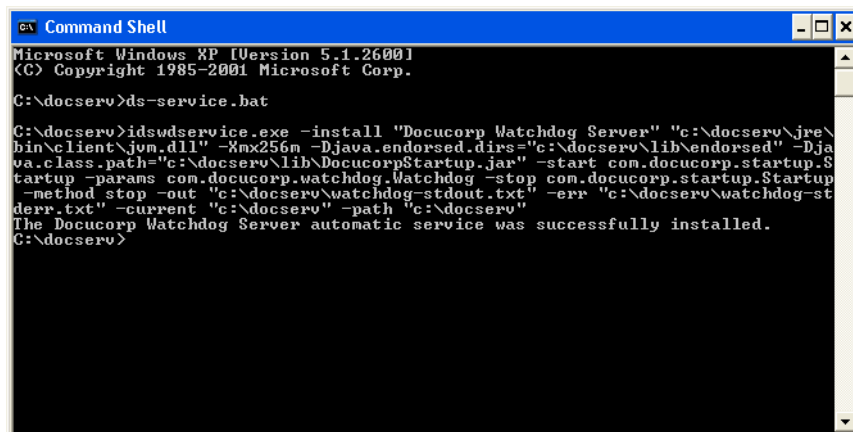 Command Shell
Microsoft Windows XP [Version 5.1.2600]
(C) Copyright 1985-2001 Microsoft Corp.
C:\docserv>ds-service.bat
C:\docserv>idswdservice.exe -install "Docucorp Watchdog Server" "c:\docserv\jre\
bin\client\jvm.dll" -Xmx256m -Djava.endorsed.dirs="c:\docserv\lib\endorsed" -Dja
va.class.path="c:\docserv\lib\DocucorpStartup.jar" -start com.docucorp.startup.S
tartup -params com.docucorp.watchdog.Watchdog -stop com.docucorp.startup.Startup
-method stop -out "c:\docserv\watchdog-stdout.txt" -err "c:\docserv\watchdog-st
derr.txt" -current "c:\docserv" -path "c:\docserv"
The Docucorp Watchdog Server automatic service was successfully installed.
C:\docserv>